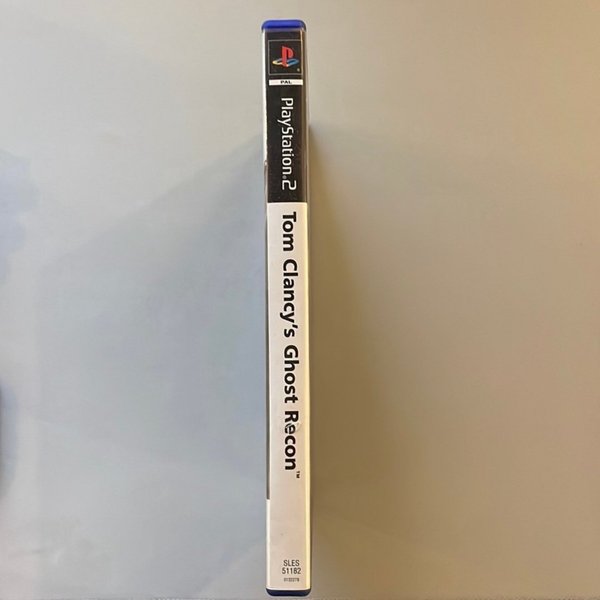 PAL
PlayStation®2
Tom Clancy's Ghost Recon™
SLES
51182